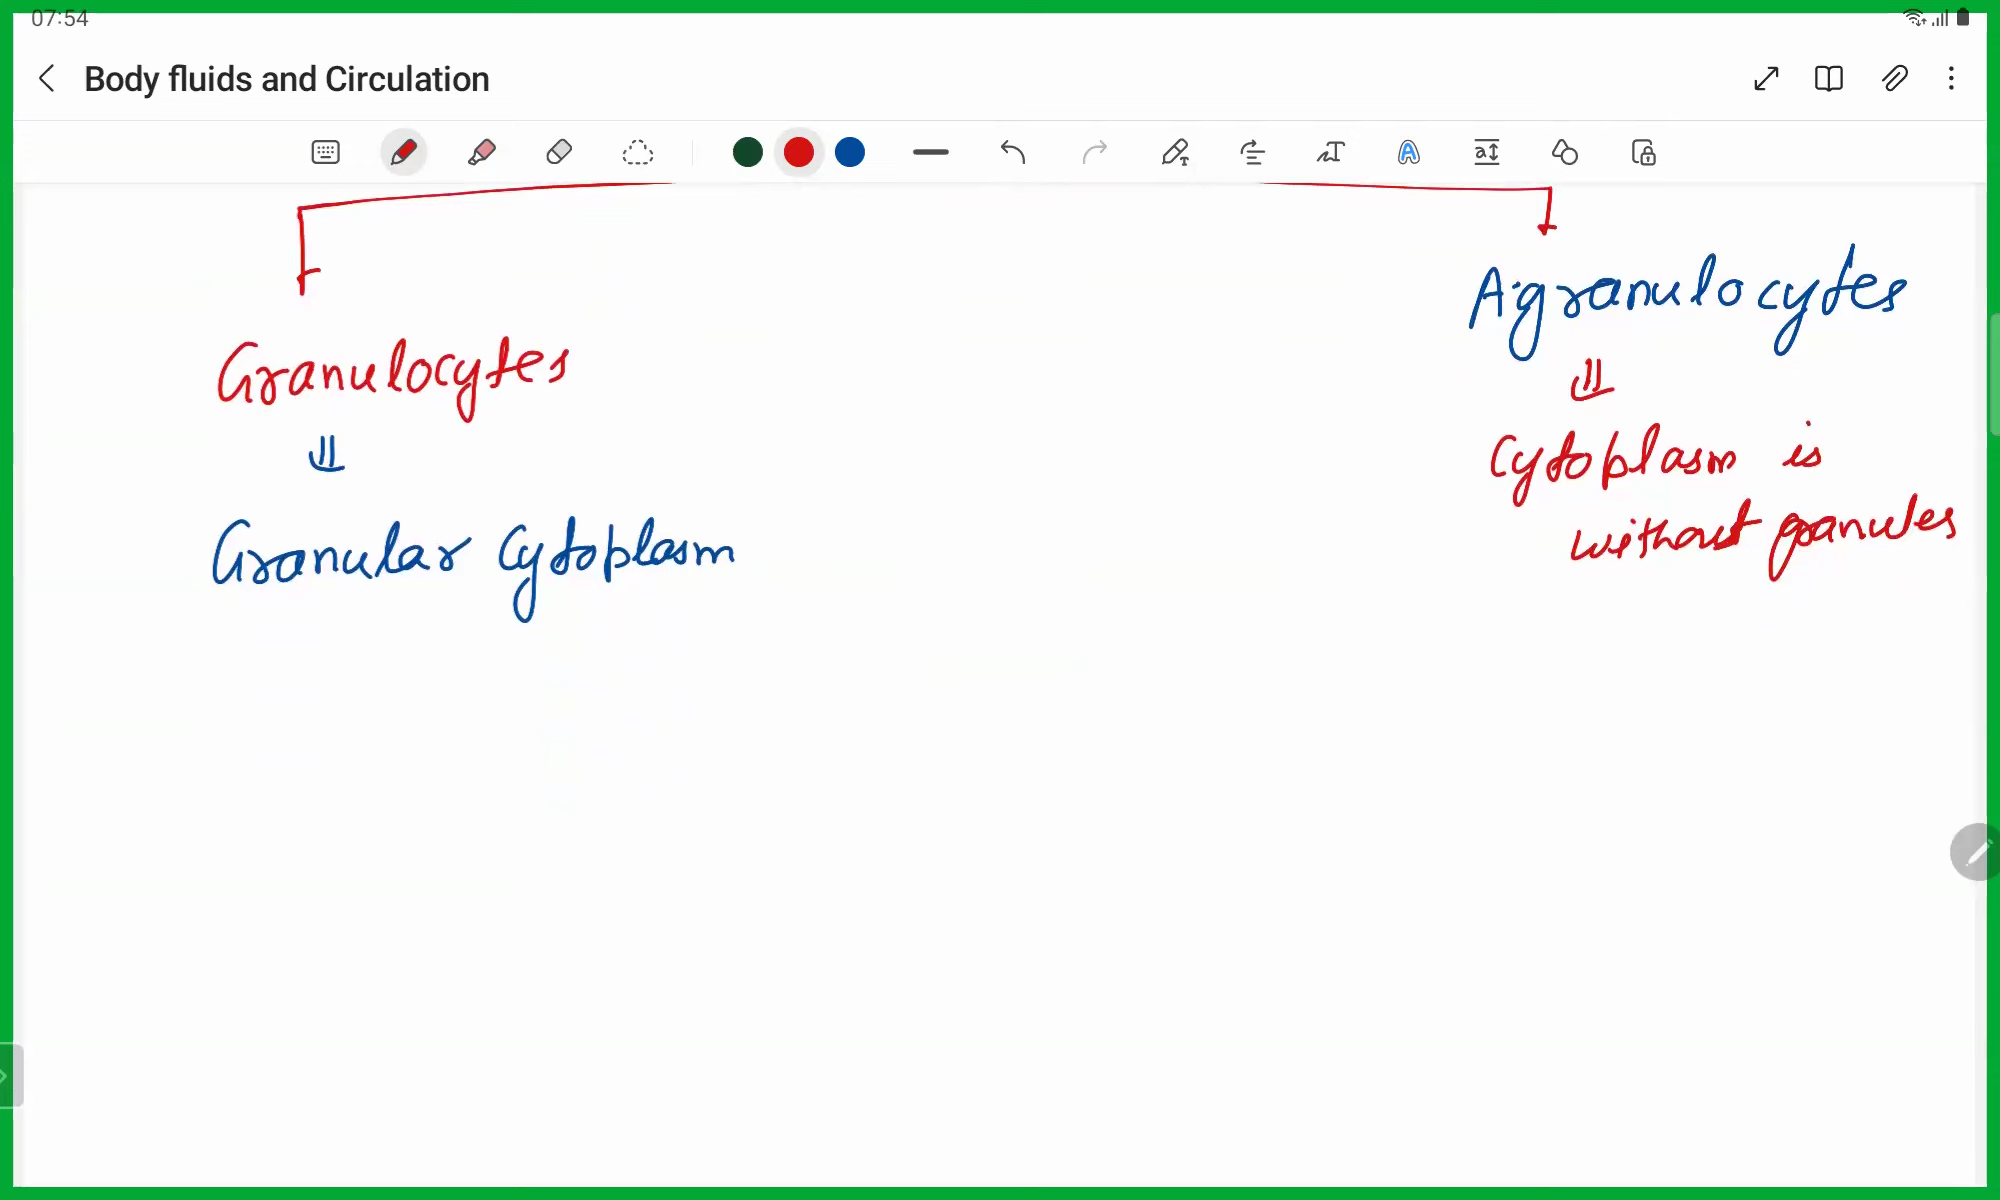 07:54
Body fluids and Circulation
Granulocytes
Granular Cytoplasm
Agranulocytes
Cytoplasm is
without granules